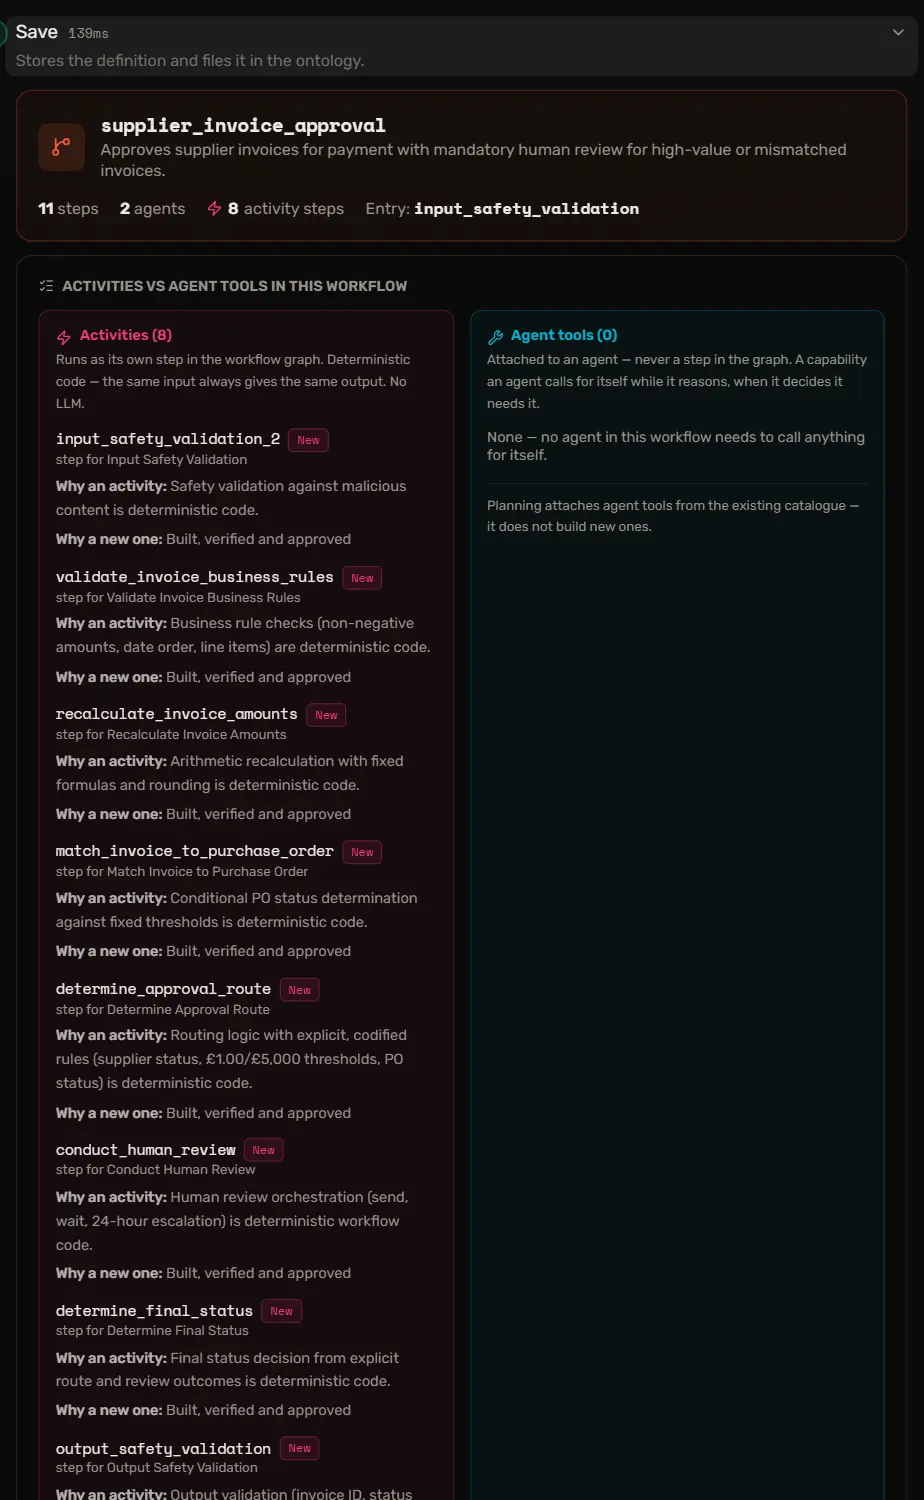 Save 139ms
Stores the definition and files it in the ontology.
supplier_invoice_approval
Approves supplier invoices for payment with mandatory human review for high-value or mismatched
invoices.
11 steps 2 agents 8 activity steps Entry: input_safety_validation
ACTIVITIES VS AGENT TOOLS IN THIS WORKFLOW
Activities (8)
Runs as its own step in the workflow graph. Deterministic
code — the same input always gives the same output. No
LLM.
input_safety_validation_2 New
step for Input Safety Validation
Why an activity: Safety validation against malicious
content is deterministic code.
Why a new one: Built, verified and approved
validate_invoice_business_rules New
step for Validate Invoice Business Rules
Why an activity: Business rule checks (non-negative
amounts, date order, line items) are deterministic code.
Why a new one: Built, verified and approved
recalculate_invoice_amounts New
step for Recalculate Invoice Amounts
Why an activity: Arithmetic recalculation with fixed
formulas and rounding is deterministic code.
Why a new one: Built, verified and approved
match_invoice_to_purchase_order New
step for Match Invoice to Purchase Order
Why an activity: Conditional PO status determination
against fixed thresholds is deterministic code.
Why a new one: Built, verified and approved
determine_approval_route New
step for Determine Approval Route
Why an activity: Routing logic with explicit, codified
rules (supplier status, £1.00/£5,000 thresholds, PO
status) is deterministic code.
Why a new one: Built, verified and approved
conduct_human_review New
step for Conduct Human Review
Why an activity: Human review orchestration (send,
wait, 24-hour escalation) is deterministic workflow
code.
Why a new one: Built, verified and approved
determine_final_status New
step for Determine Final Status
Why an activity: Final status decision from explicit
route and review outcomes is deterministic code.
Why a new one: Built, verified and approved
output_safety_validation New
step for Output Safety Validation
Why an activity: Output validation (invoice ID, status
Agent tools (0)
Attached to an agent — never a step in the graph. A capability
an agent calls for itself while it reasons, when it decides it
needs it.
None — no agent in this workflow needs to call anything
for itself.
Planning attaches agent tools from the existing catalogue —
it does not build new ones.